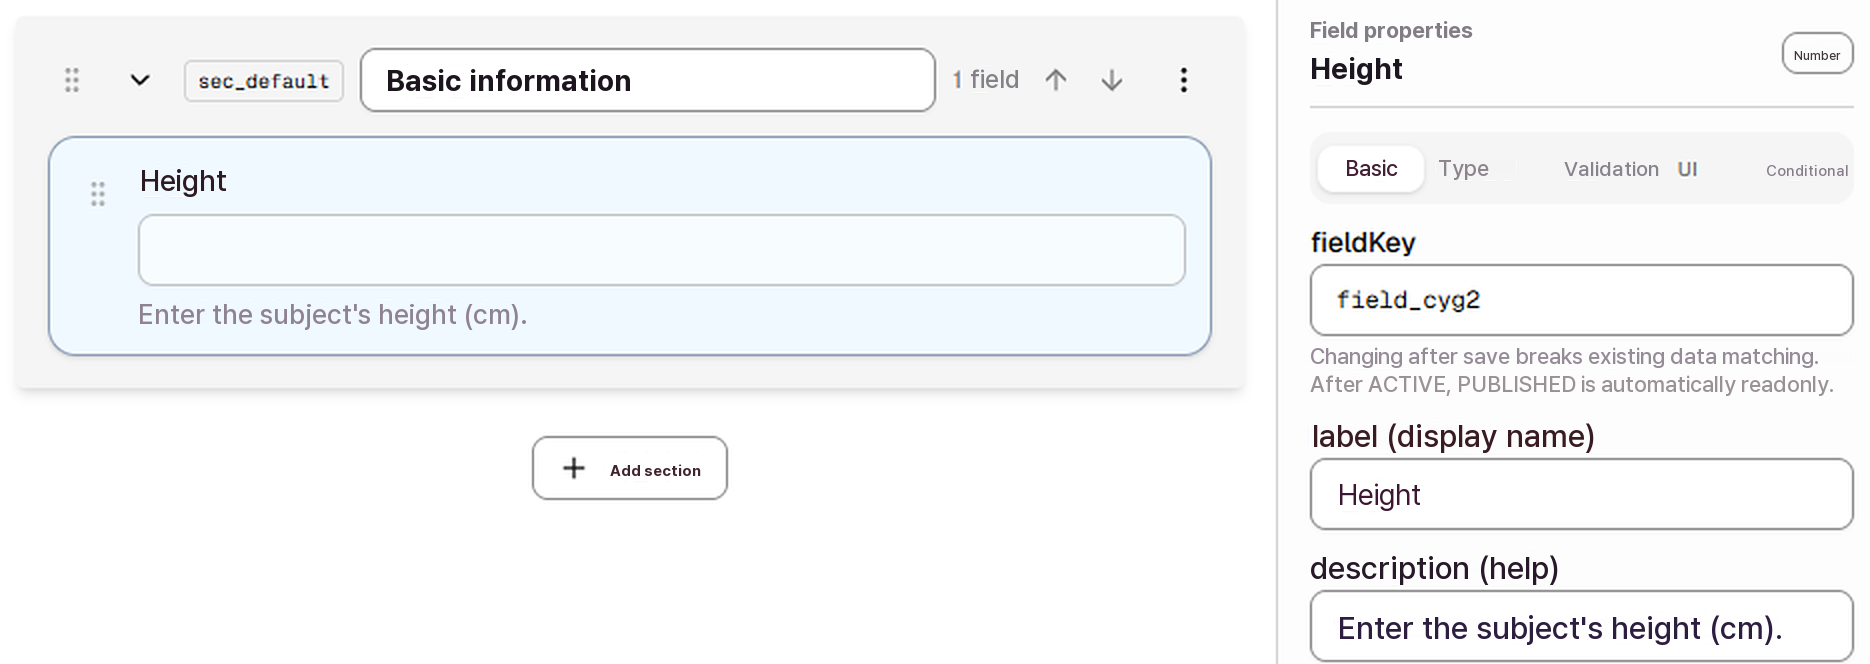 sec_default
Basic information
1 field
Height
Enter the subject's height (cm).
Add section
Field properties
Height
Number
Basic Type Validation UI Conditional
fieldKey
field_cyg2
Changing after save breaks existing data matching.
After ACTIVE, PUBLISHED is automatically readonly.
label (display name)
Height
description (help)
Enter the subject's height (cm).